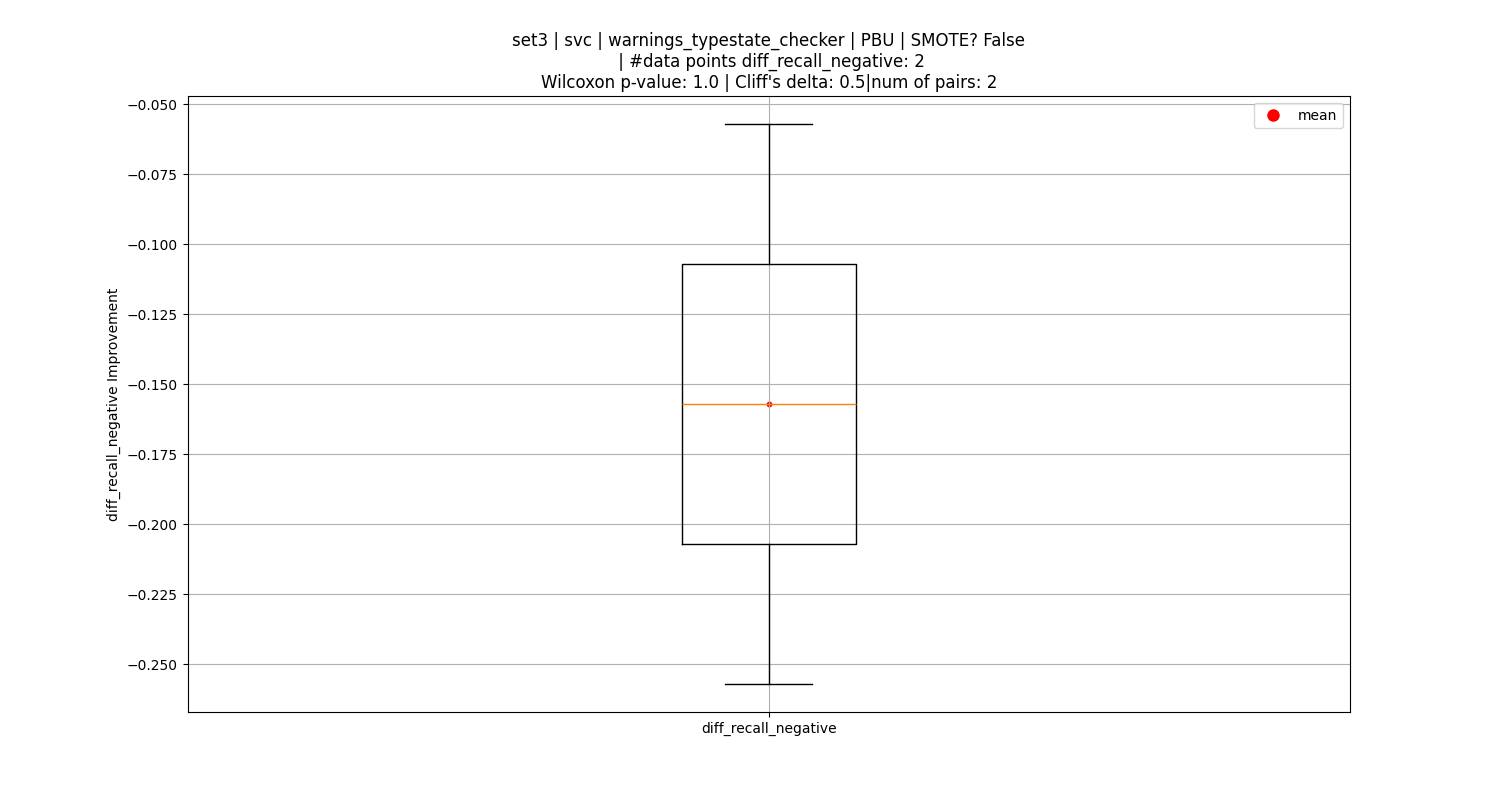 set3 | svc | warnings_typestate_checker | PBU | SMOTE? False
| #data points diff_recall_negative: 2
Wilcoxon p-value: 1.0 | Cliff's delta: 0.5|num of pairs: 2
mean
−0.050
−0.075
−0.100
−0.125
−0.150
−0.175
−0.200
−0.225
−0.250
diff_recall_negative Improvement
diff_recall_negative